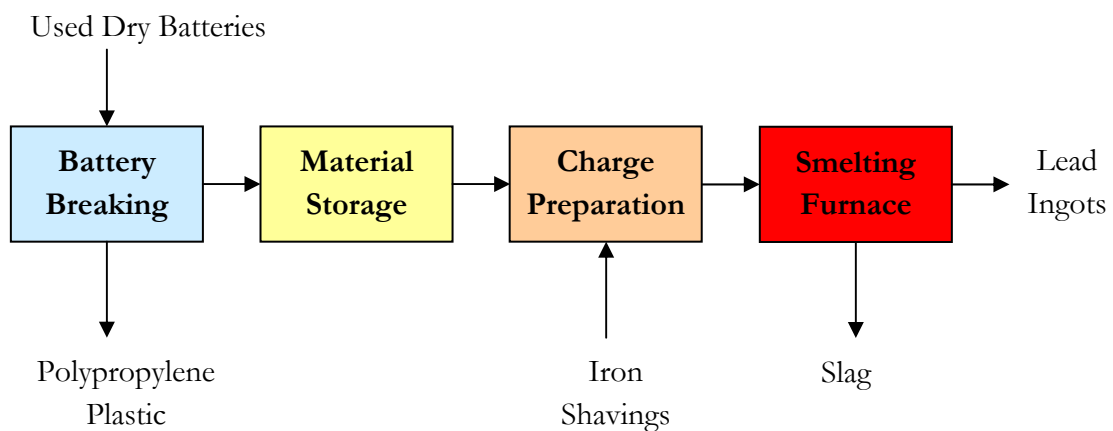 Used Dry Batteries
Battery
Breaking
Material
Storage
Charge
Preparation
Smelting
Furnace
Lead
Ingots
Polypropylene
Plastic
Iron
Shavings
Slag